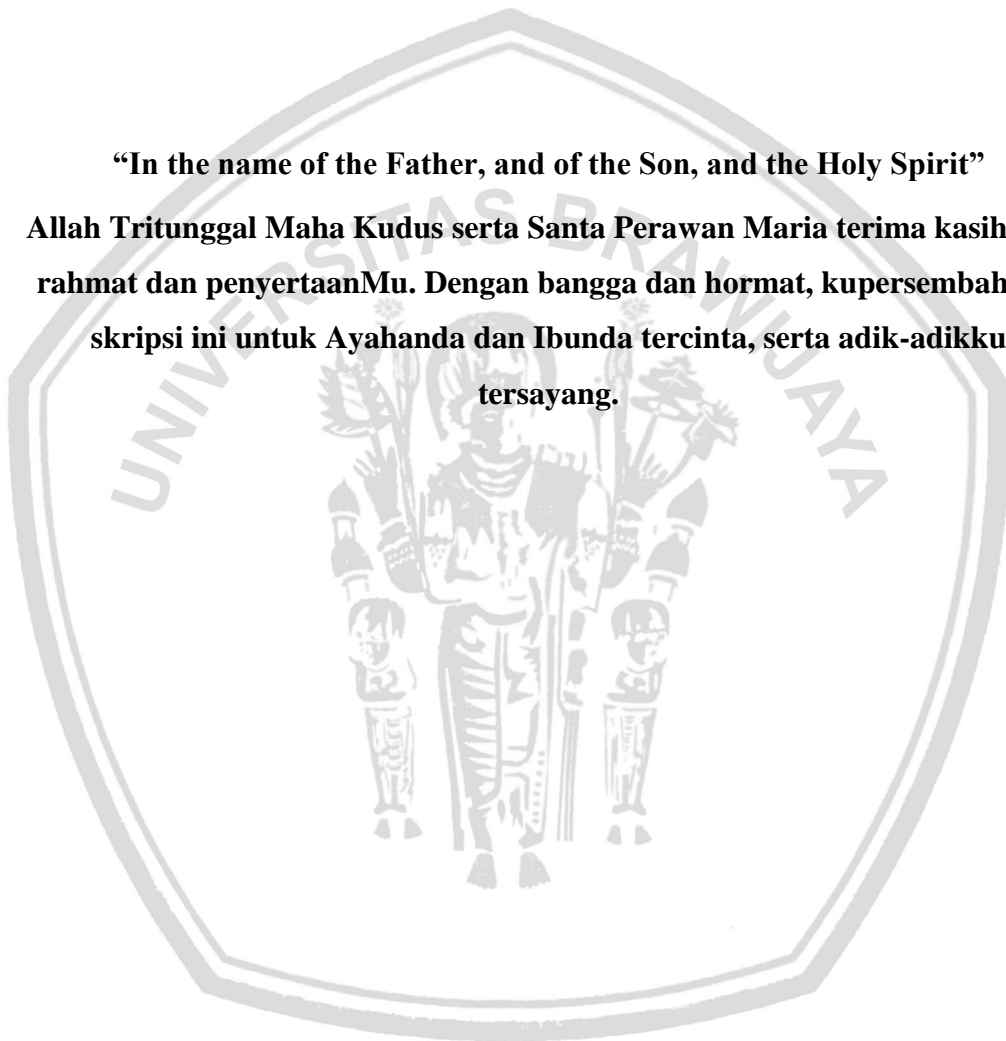 “In the name of the Father, and of the Son, and the Holy Spirit”
Allah Tritunggal Maha Kudus serta Santa Perawan Maria terima kasih
rahmat dan penyertaanMu. Dengan bangga dan hormat,
skripsi ini untuk Ayahanda dan Ibunda tercinta, serta adik-adikku
tersayang.
UNIVERSITAS BRAWIJAYA